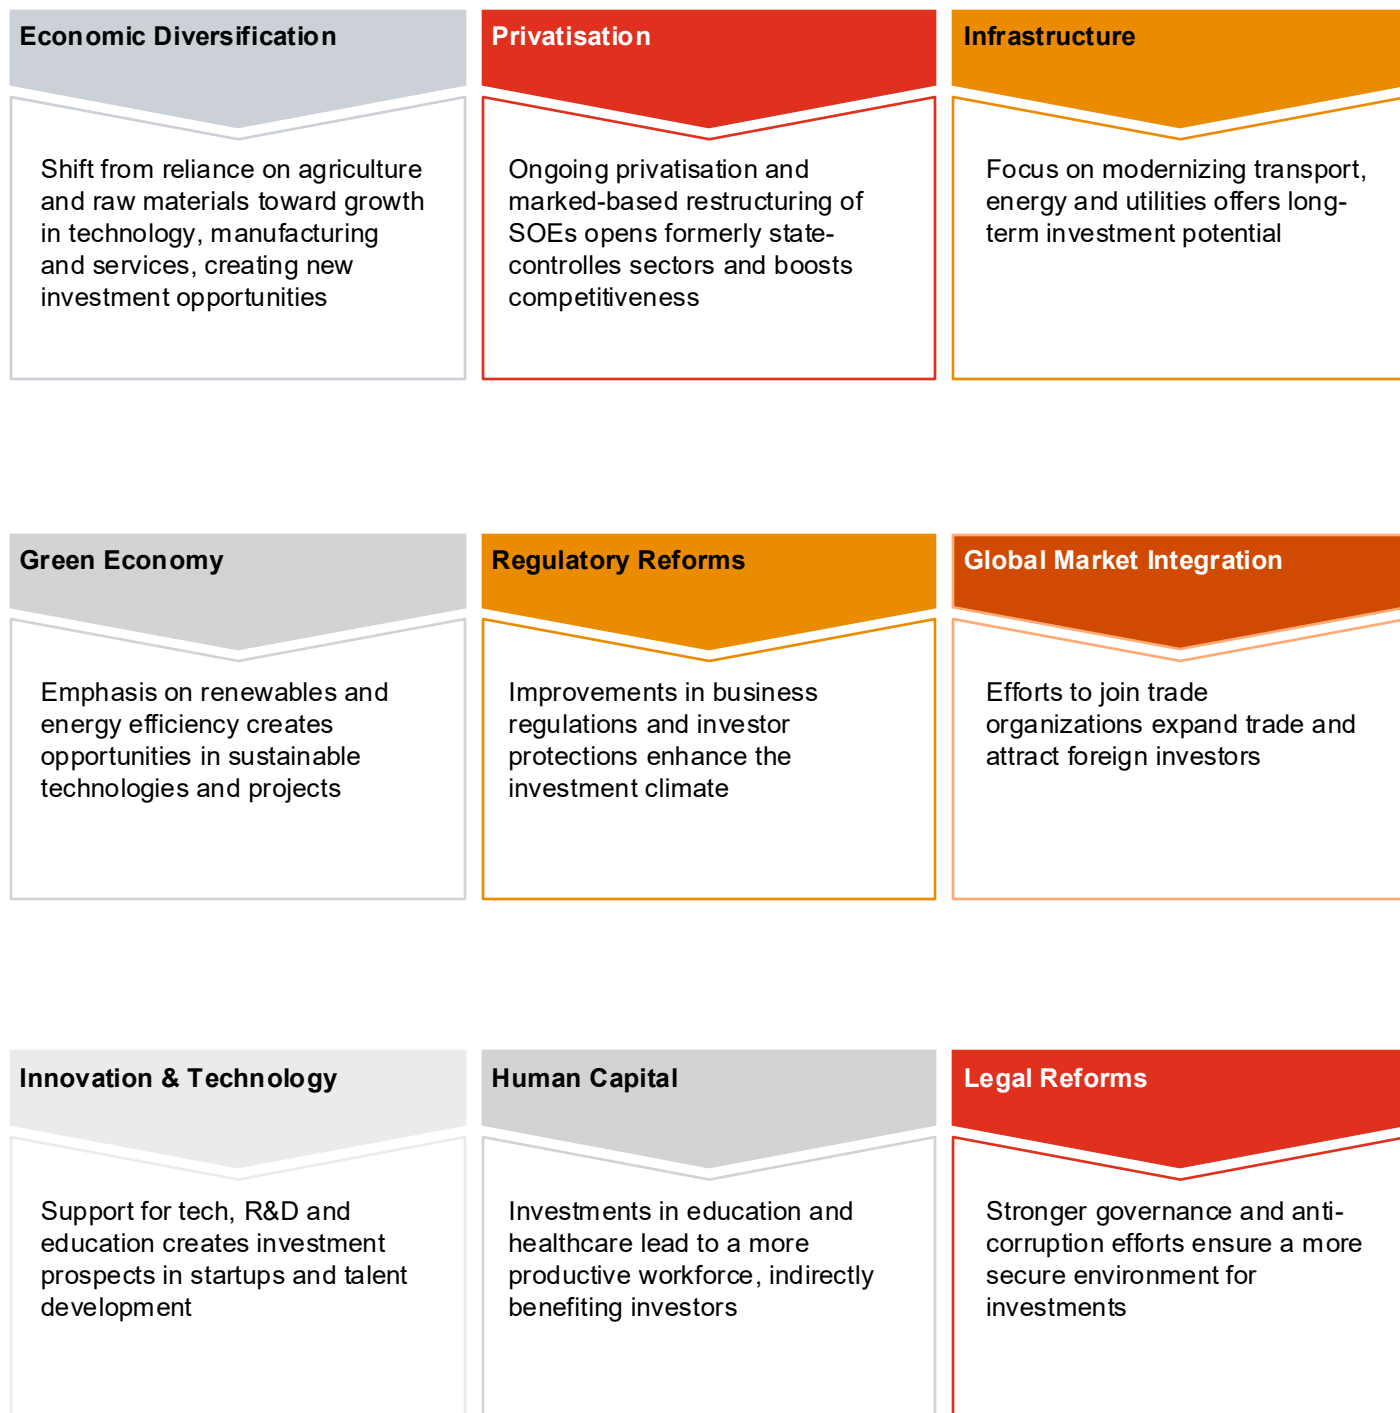 Economic Diversification
Shift from reliance on agriculture
and raw materials toward growth
in technology, manufacturing
and services, creating new
investment opportunities
Privatisation
Ongoing privatisation and
marked-based restructuring of
SOEs opens formerly state-
controlles sectors and boosts
competitiveness
Infrastructure
Focus on modernizing transport,
energy and utilities offers long-
term investment potential
Green Economy
Emphasis on renewables and
energy efficiency creates
opportunities in sustainable
technologies and projects
Regulatory Reforms
Improvements in business
regulations and investor
protections enhance the
investment climate
Global Market Integration
Efforts to join trade
organizations expand trade and
attract foreign investors
Innovation & Technology
Support for tech, R&D and
education creates investment
prospects in startups and talent
development
Human Capital
Investments in education and
healthcare lead to a more
productive workforce, indirectly
benefiting investors
Legal Reforms
Stronger governance and anti-
corruption efforts ensure a more
secure environment for
investments